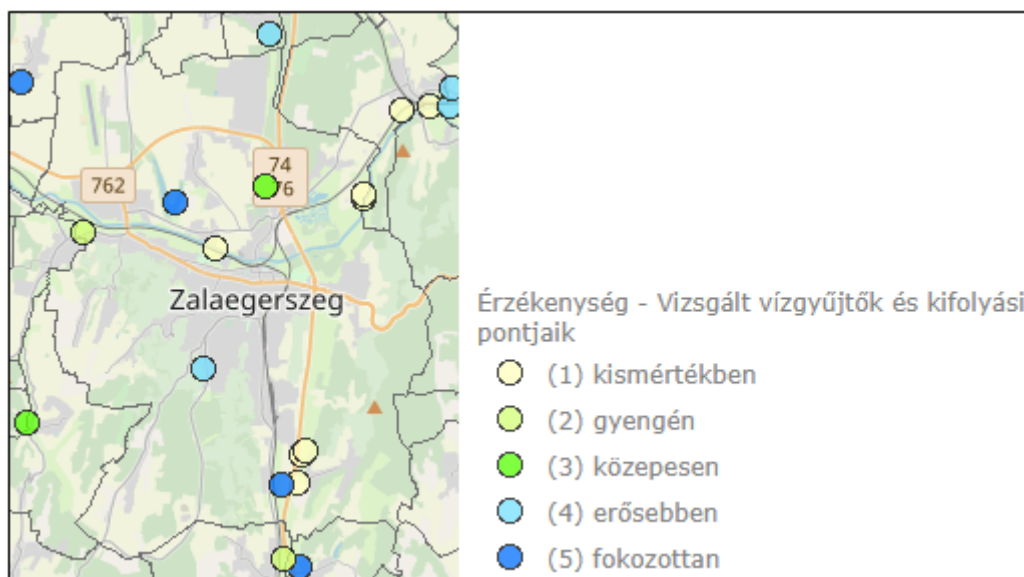 762
74
76
Zalaegerszeg
Érzékenység - Vizsgált vízgyűjtők és kifolyási
pontjaik
(1) kismértékben
(2) gyengén
(3) közepesen
(4) erősebben
(5) fokozottan